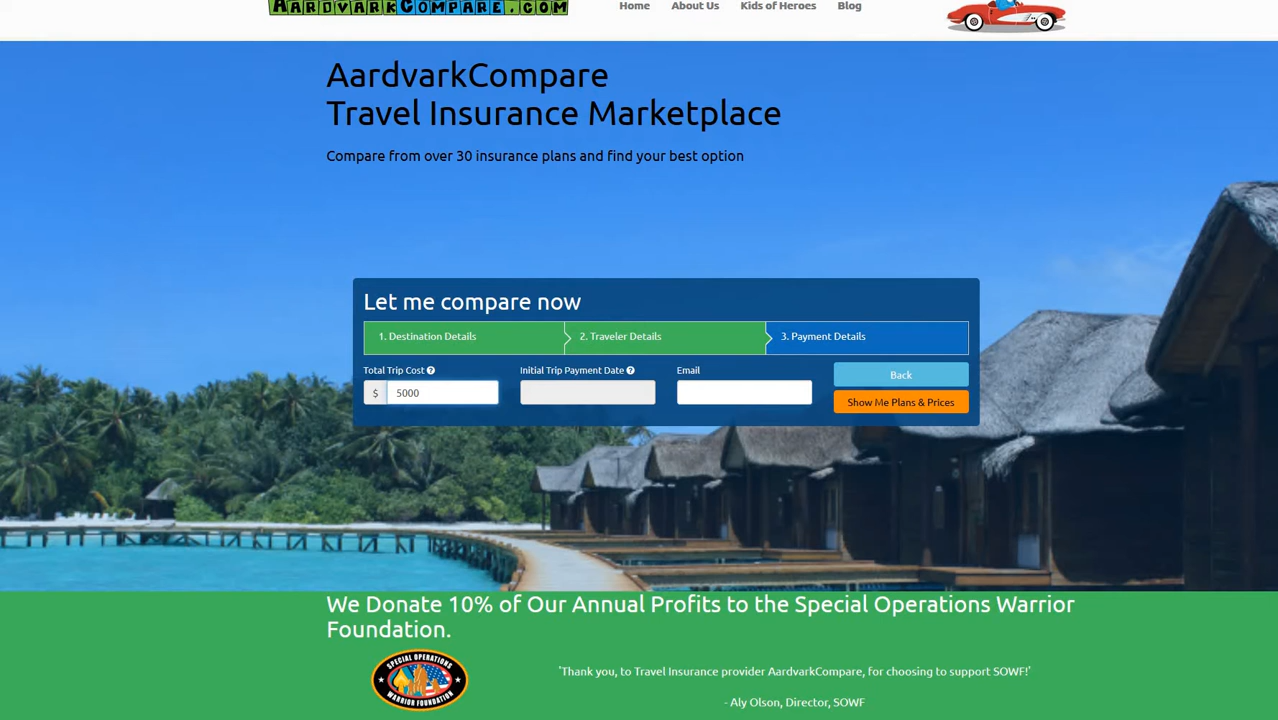 AARDVARKCOMPARE.COM
Home About Us Kids of Heroes Blog
AardvarkCompare
Travel Insurance Marketplace
Compare from over 30 insurance plans and find your best option
Let me compare now
1. Destination Details 2. Traveler Details 3. Payment Details
Total Trip Cost Initial Trip Payment Date Email
Back
$ 5000
Show Me Plans & Prices
We Donate 10% of Our Annual Profits to the Special Operations Warrior
Foundation.
SPECIAL OPERATIONS
WARRIOR FOUNDATION
"Thank you, to Travel Insurance provider AardvarkCompare, for choosing to support SOWF!"
- Aly Olson, Director, SOWF